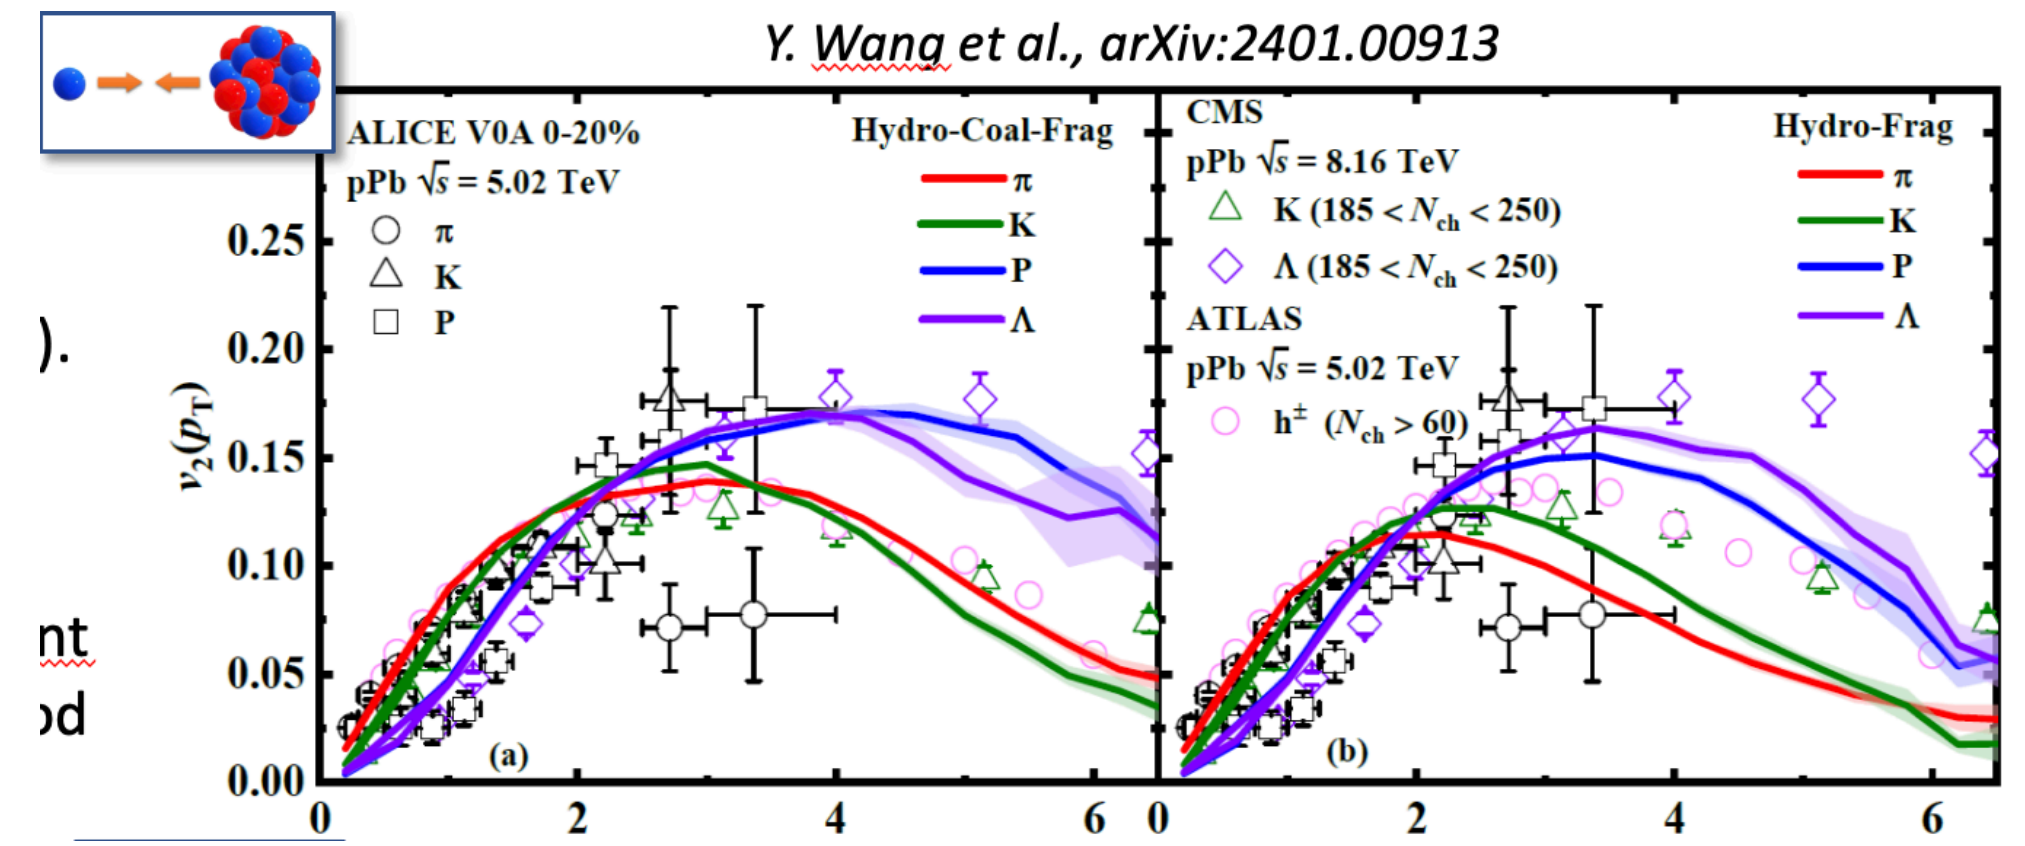 Y. Wang et al., arXiv:2401.00913
ALICE V0A 0-20%
pPb √s = 5.02 TeV
π
K
P
Hydro-Coal-Frag
π
K
P
Λ
(a)
CMS
pPb √s = 8.16 TeV
K (185 < Nch < 250)
Λ (185 < Nch < 250)
ATLAS
pPb √s = 5.02 TeV
h± (Nch > 60)
Hydro-Frag
π
K
P
Λ
(b)
v2(pT)
0.25
0.20
0.15
0.10
0.05
0.00
0 2 4 6 0 2 4 6
).
nt
od